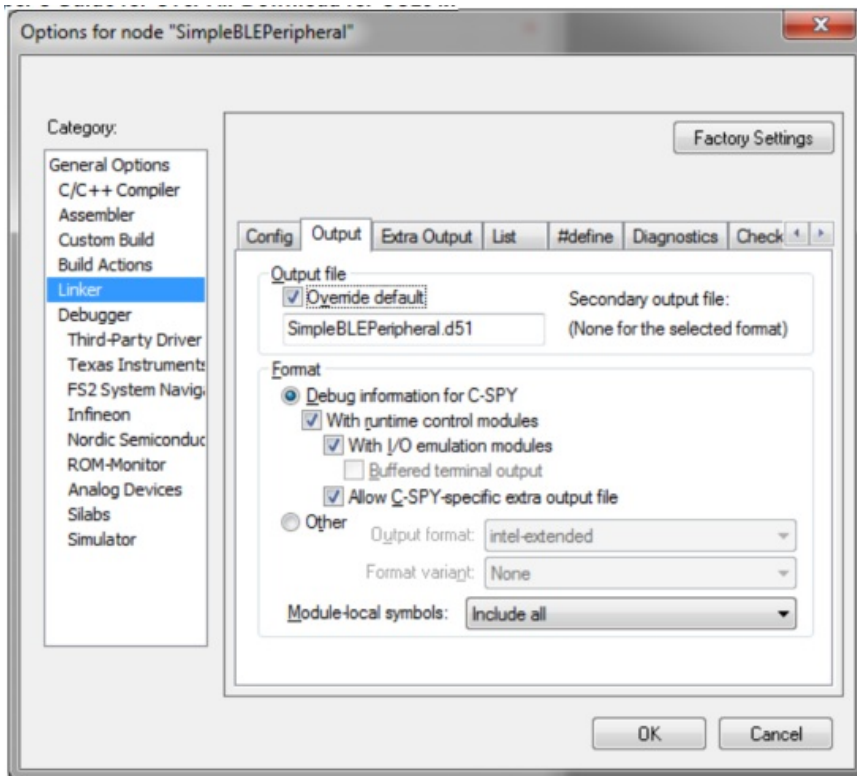 Options for node "SimpleBLEPeripheral"
Category:
Factory Settings
General Options
C/C++ Compiler
Assembler
Custom Build
Build Actions
Linker
Debugger
Third-Party Driver
Texas Instruments
FS2 System Naviga
Infineon
Nordic Semiconduc
ROM-Monitor
Analog Devices
Silabs
Simulator
Config Output Extra Output List #define Diagnostics Check
Output file
Override default
Secondary output file:
SimpleBLEPeripheral.d51
(None for the selected format)
Format
Debug information for C-SPY
With runtime control modules
With I/O emulation modules
Buffered terminal output
Allow C-SPY-specific extra output file
Other
Output format: intel-extended
Format variant: None
Module-local symbols: Include all
OK Cancel